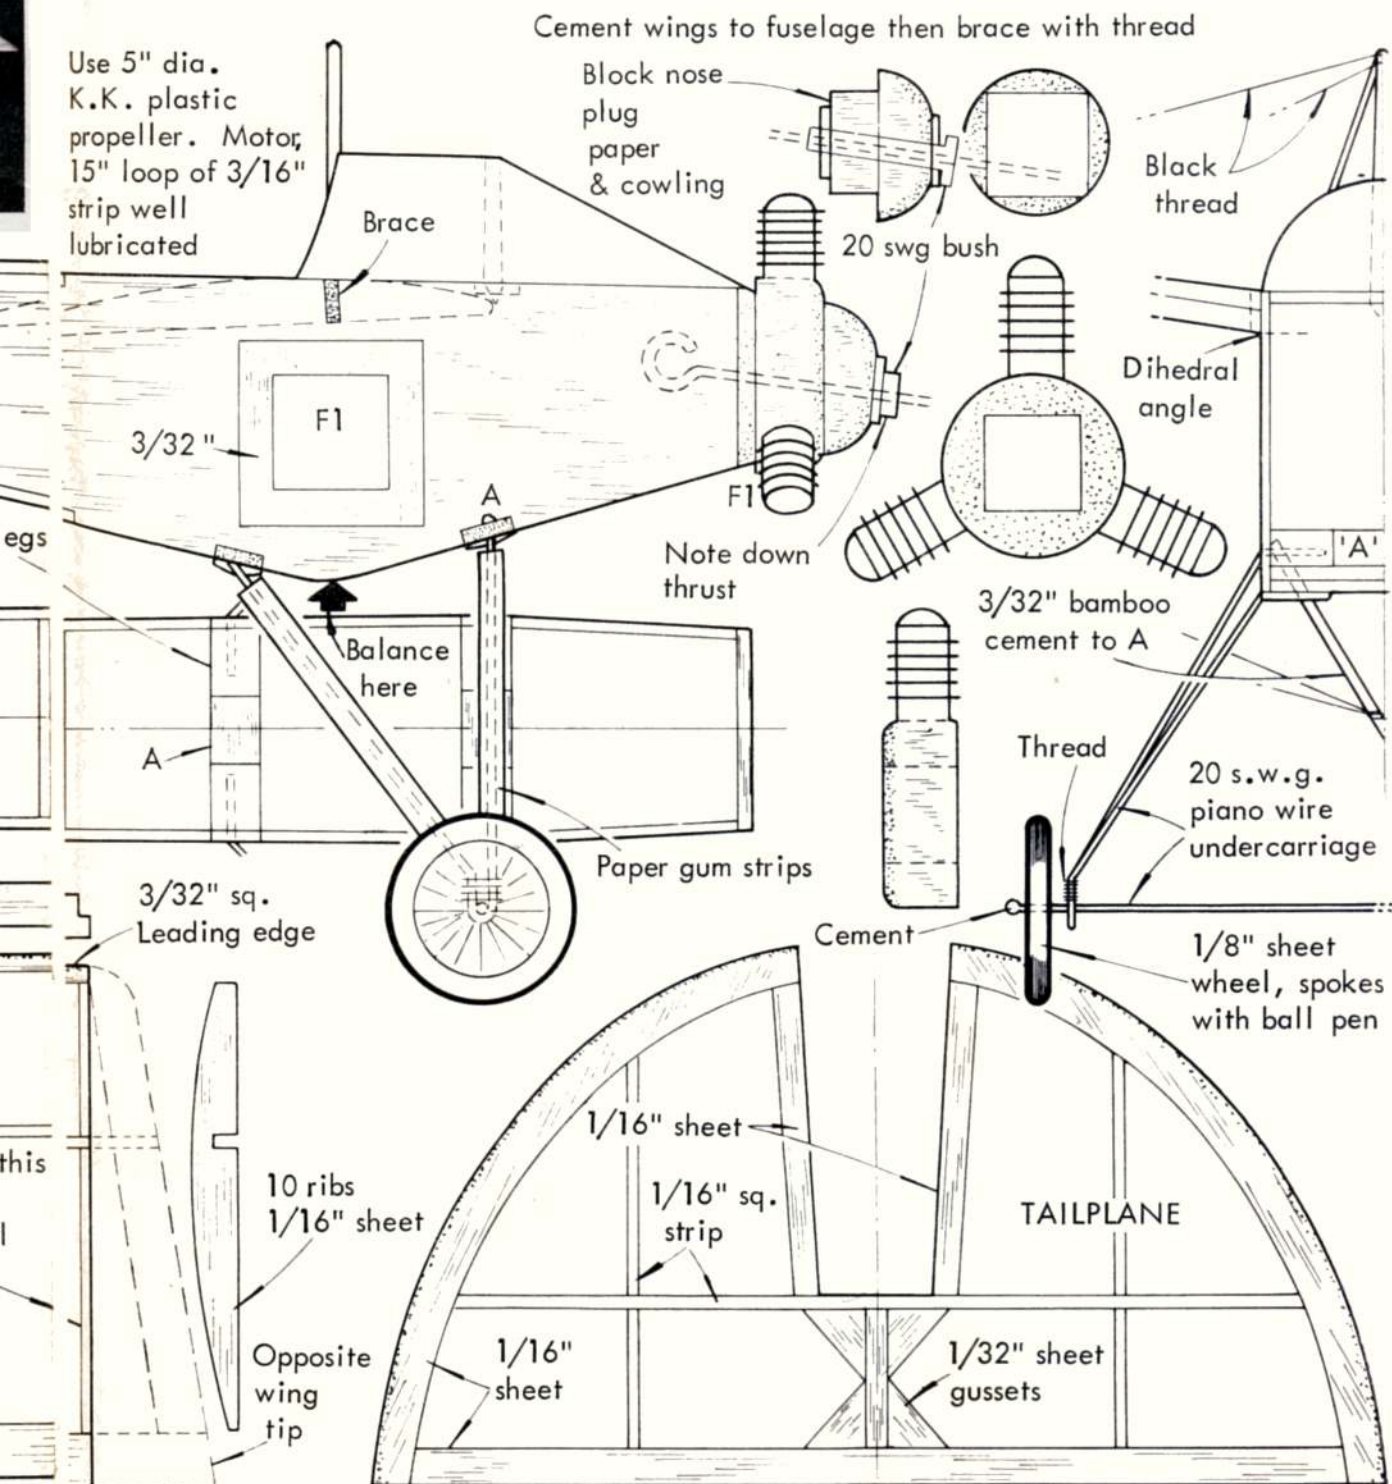 Cement wings to fuselage then brace with thread
Use 5" dia.
K.K. plastic
propeller. Motor,
15" loop of 3/16"
strip well
lubricated
Block nose
plug
paper
& cowling
Brace
20 swg bush
Black
thread
Dihedral
angle
F1
3/32"
A
F1
'A'
egs
Note down
thrust
3/32" bamboo
cement to A
Balance
here
A
Thread
20 s.w.g.
piano wire
undercarriage
Paper gum strips
3/32" sq.
Leading edge
Cement
1/8" sheet
wheel, spokes
with ball pen
1/16" sheet
this
l
10 ribs
1/16" sheet
1/16" sq.
strip
TAILPLANE
Opposite
wing
tip
1/16"
sheet
1/32" sheet
gussets